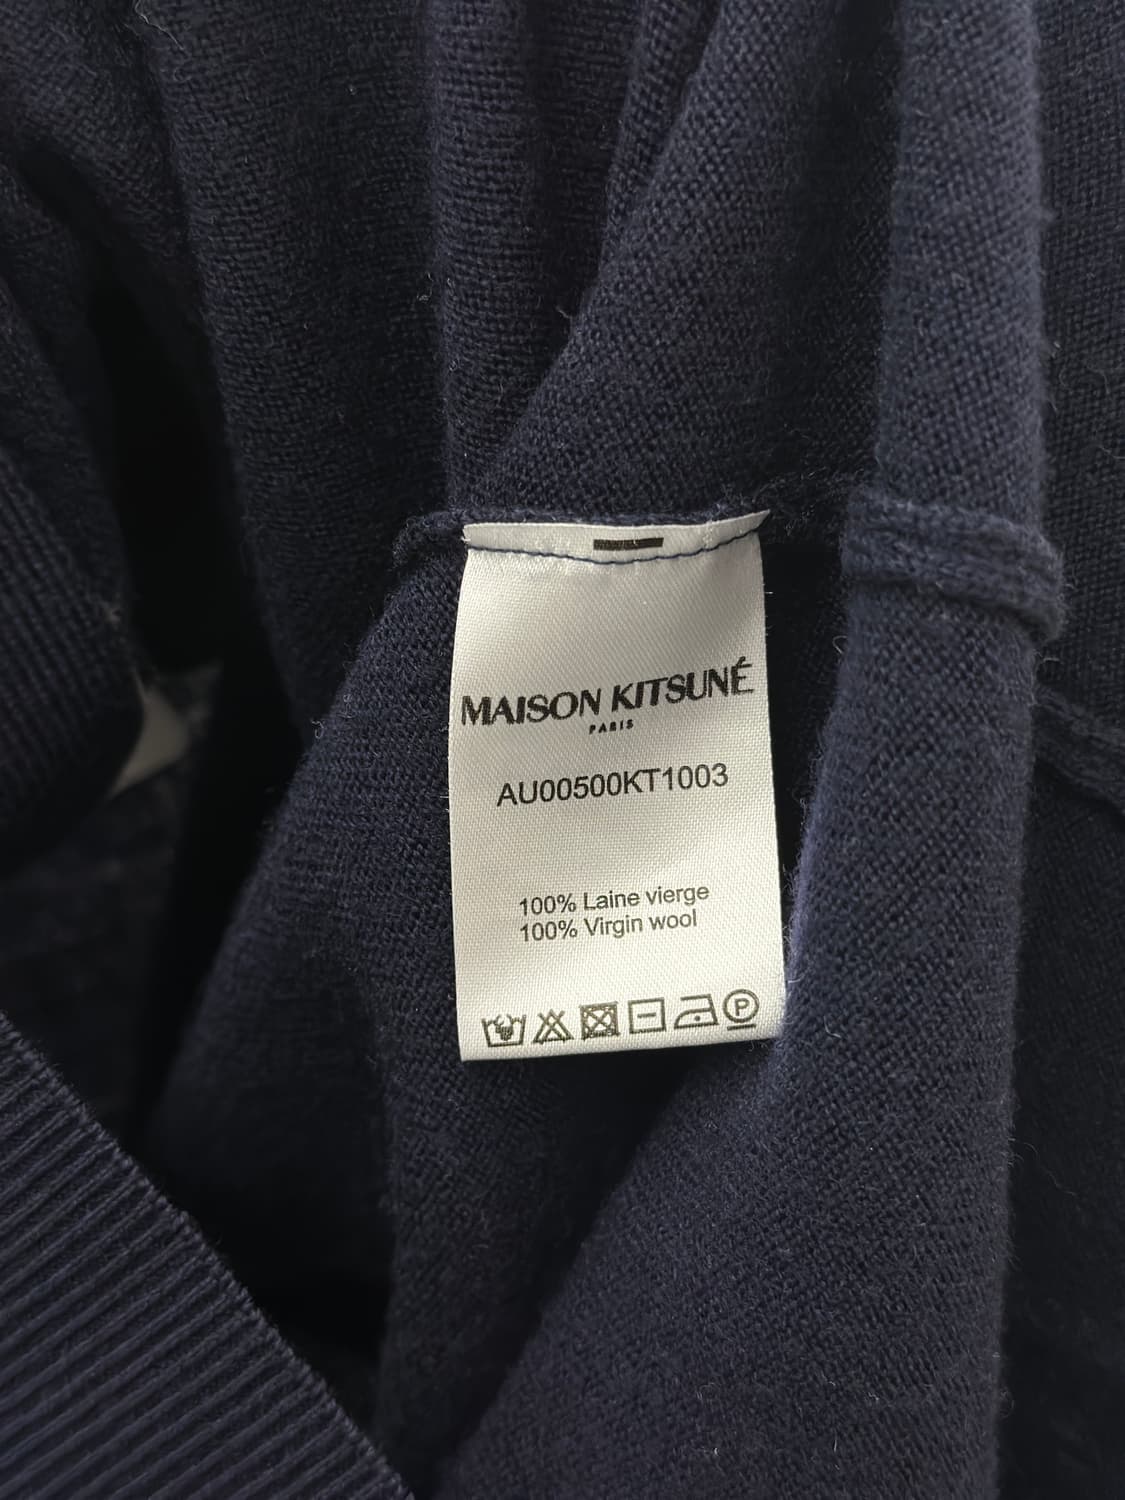 MAISON KITSUNÉ
PARIS
AU00500KT1003
100% Laine vierge
100% Virgin wool
P